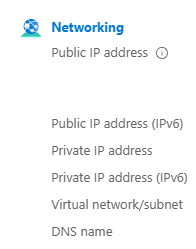 Networking
Public IP address
Public IP address (IPv6)
Private IP address
Private IP address (IPv6)
Virtual network/subnet
DNS name